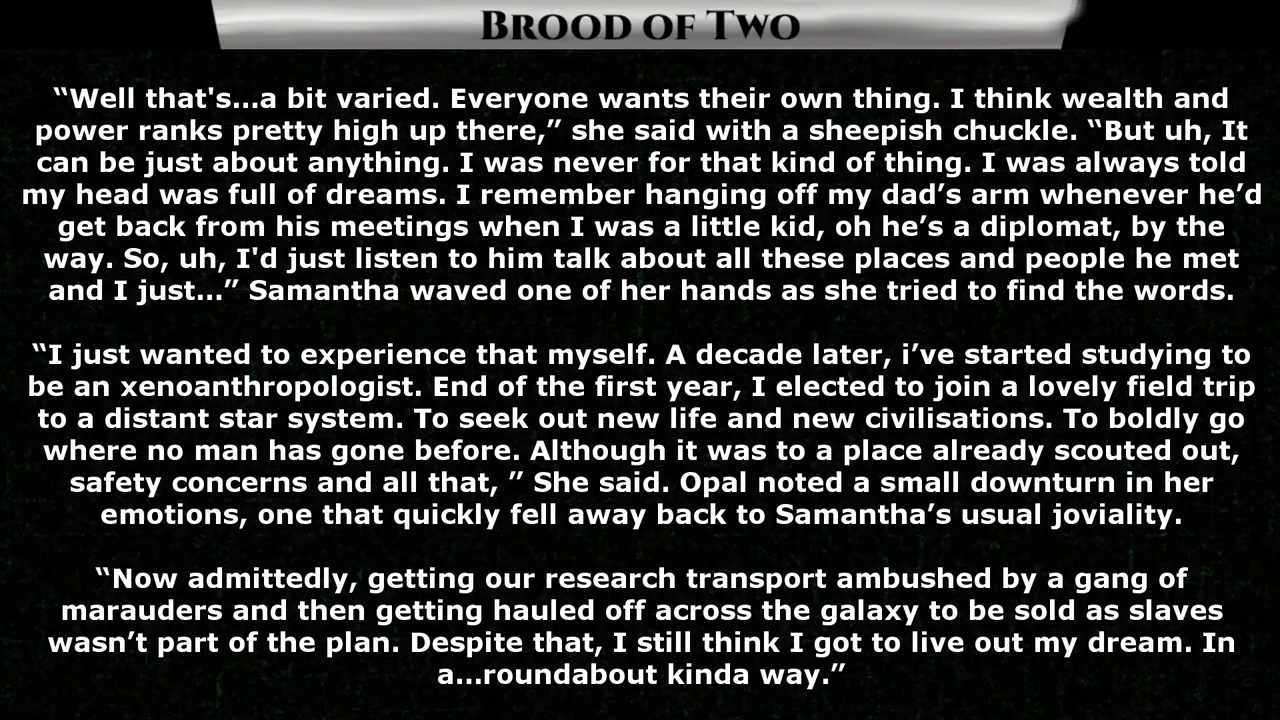 Brood of Two
“Well that's...a bit varied. Everyone wants their own thing. I think wealth and
power ranks pretty high up there,” she said with a sheepish chuckle. “But uh, It
can be just about anything. I was never for that kind of thing. I was always told
my head was full of dreams. I remember hanging off my dad’s arm whenever he’d
get back from his meetings when I was a little kid, oh he’s a diplomat, by the
way. So, uh, I'd just listen to him talk about all these places and people he met
and I just...” Samantha waved one of her hands as she tried to find the words.
“I just wanted to experience that myself. A decade later, i’ve started studying to
be an xenoanthropologist. End of the first year, I elected to join a lovely field trip
to a distant star system. To seek out new life and new civilisations. To boldly go
where no man has gone before. Although it was to a place already scouted out,
safety concerns and all that, ” She said. Opal noted a small downturn in her
emotions, one that quickly fell away back to Samantha’s usual joviality.
“Now admittedly, getting our research transport ambushed by a gang of
marauders and then getting hauled off across the galaxy to be sold as slaves
wasn’t part of the plan. Despite that, I still think I got to live out my dream. In
a...roundabout kinda way.”